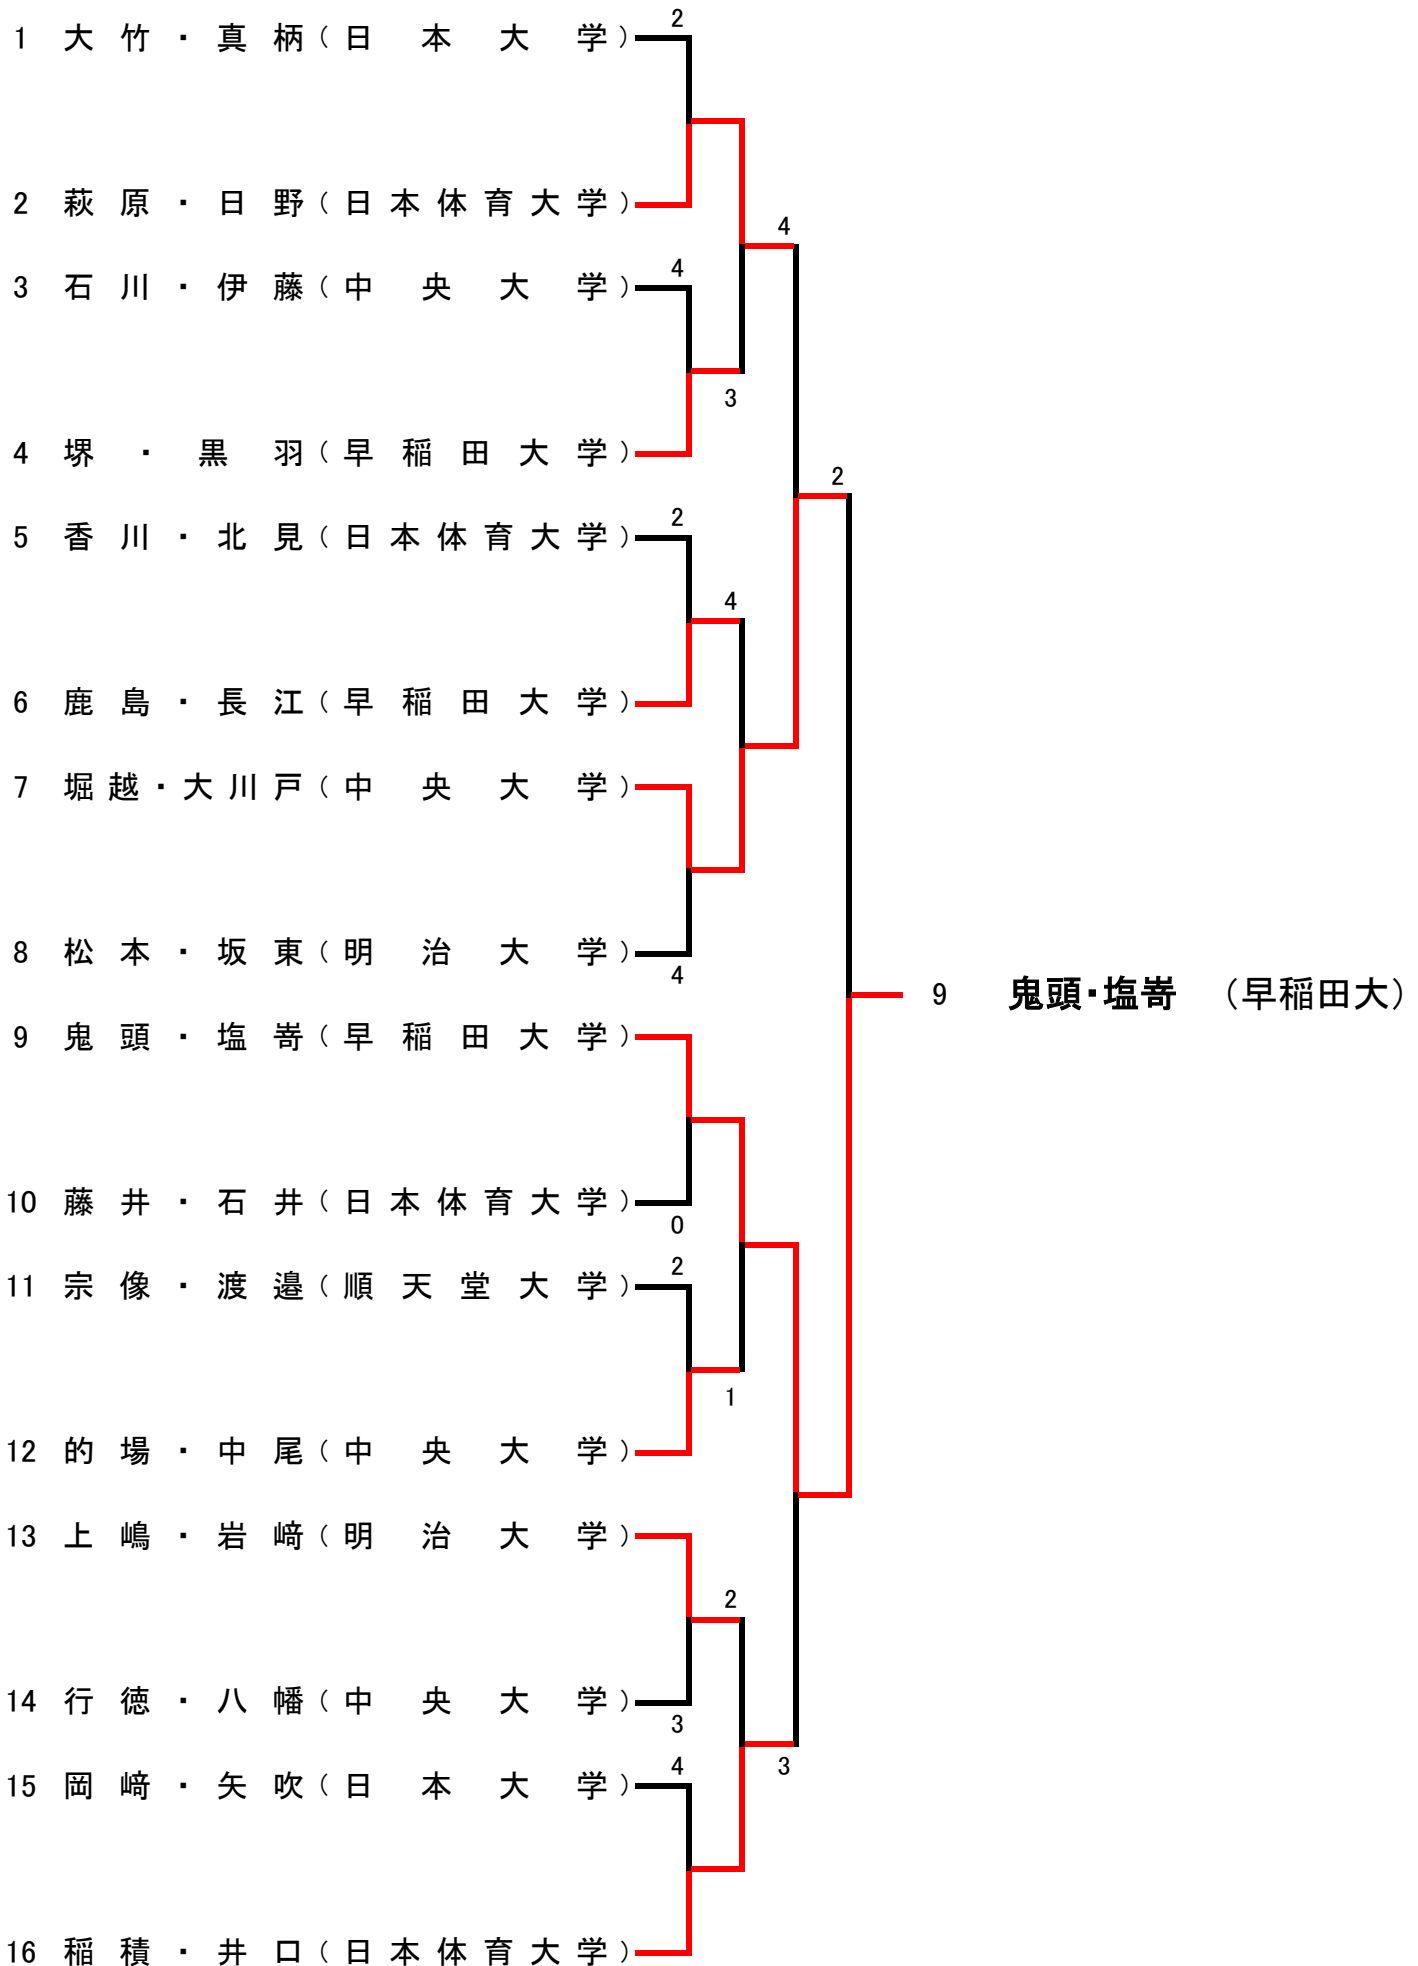 2
1 大竹・真柄（日本大学）
2 萩原・日野（日本体育大学）
4
4
3 石川・伊藤（中央大学）
3
4 堺・黒羽（早稲田大学）
2
2
5 香川・北見（日本体育大学）
4
6 鹿島・長江（早稲田大学）
7 堀越・大川戸（中央大学）
8 松本・坂東（明治大学）
4
9 鬼頭・塩嵜 （早稲田大）
9 鬼頭・塩嵜（早稲田大学）
10 藤井・石井（日本体育大学）
0
2
11 宗像・渡邉（順天堂大学）
1
12 的場・中尾（中央大学）
13 上嶋・岩﨑（明治大学）
2
14 行徳・八幡（中央大学）
3
4
3
15 岡﨑・矢吹（日本大学）
16 稲積・井口（日本体育大学）